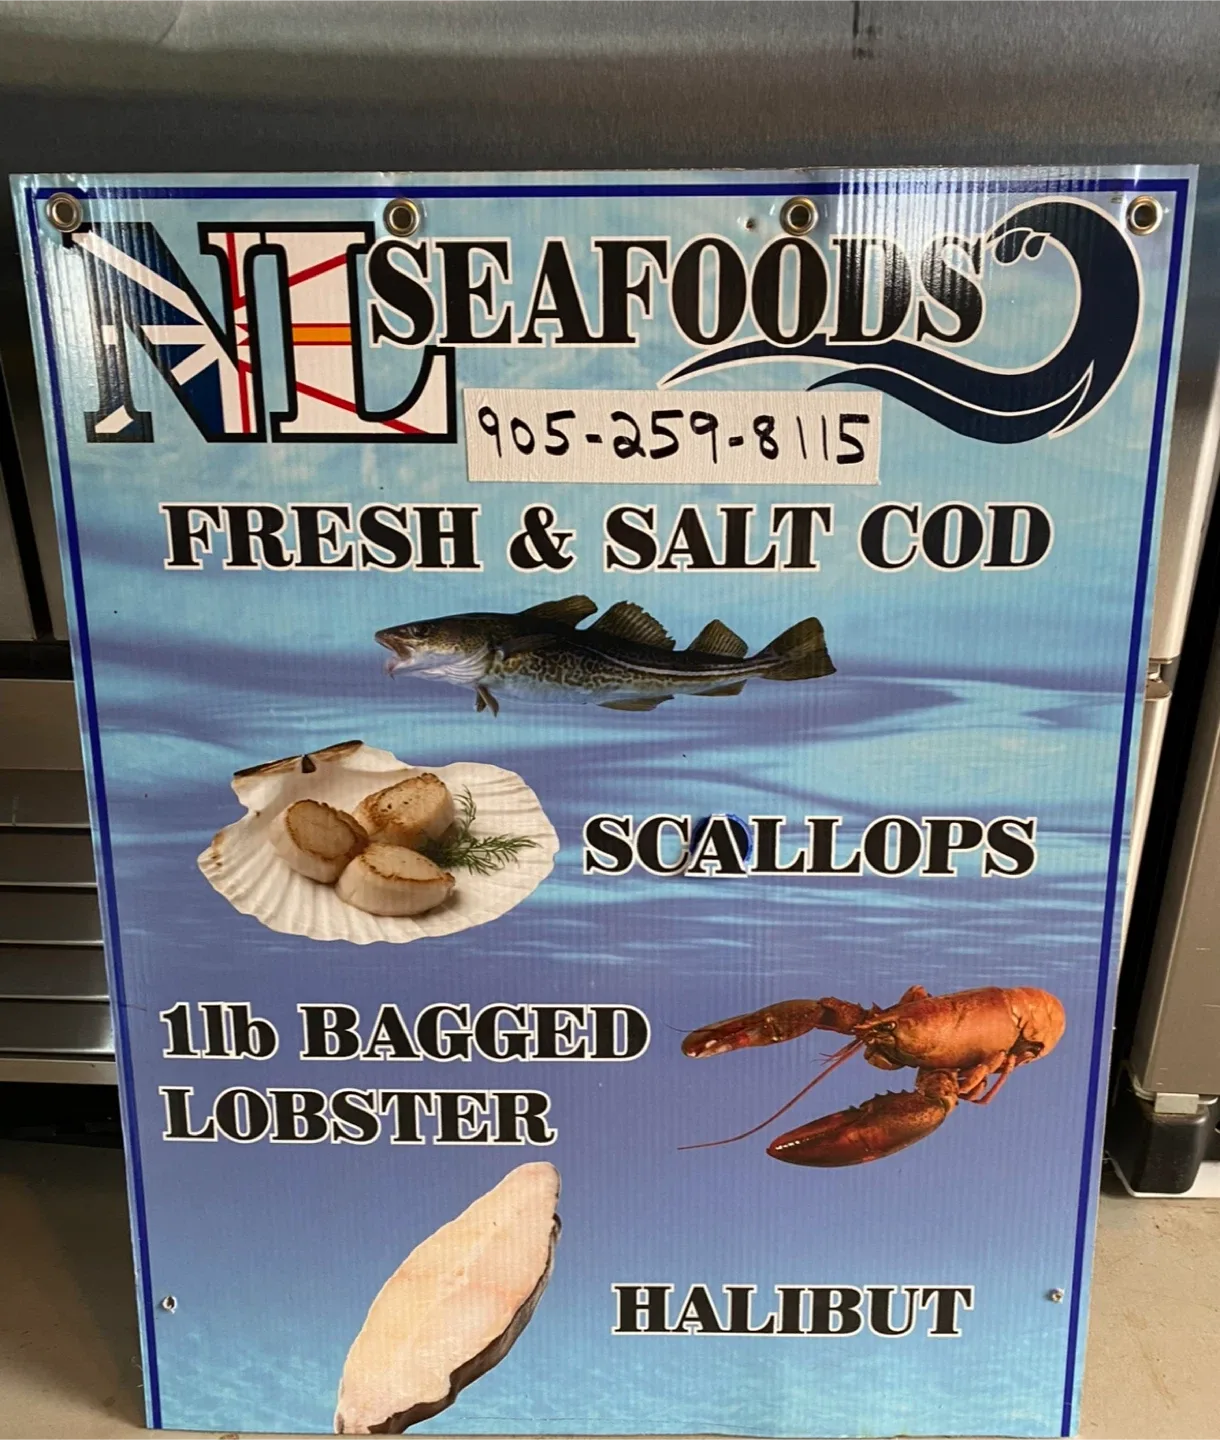 NL SEAFOODS
905-259-8115
FRESH & SALT COD
SCALLOPS
1lb BAGGED
LOBSTER
HALIBUT